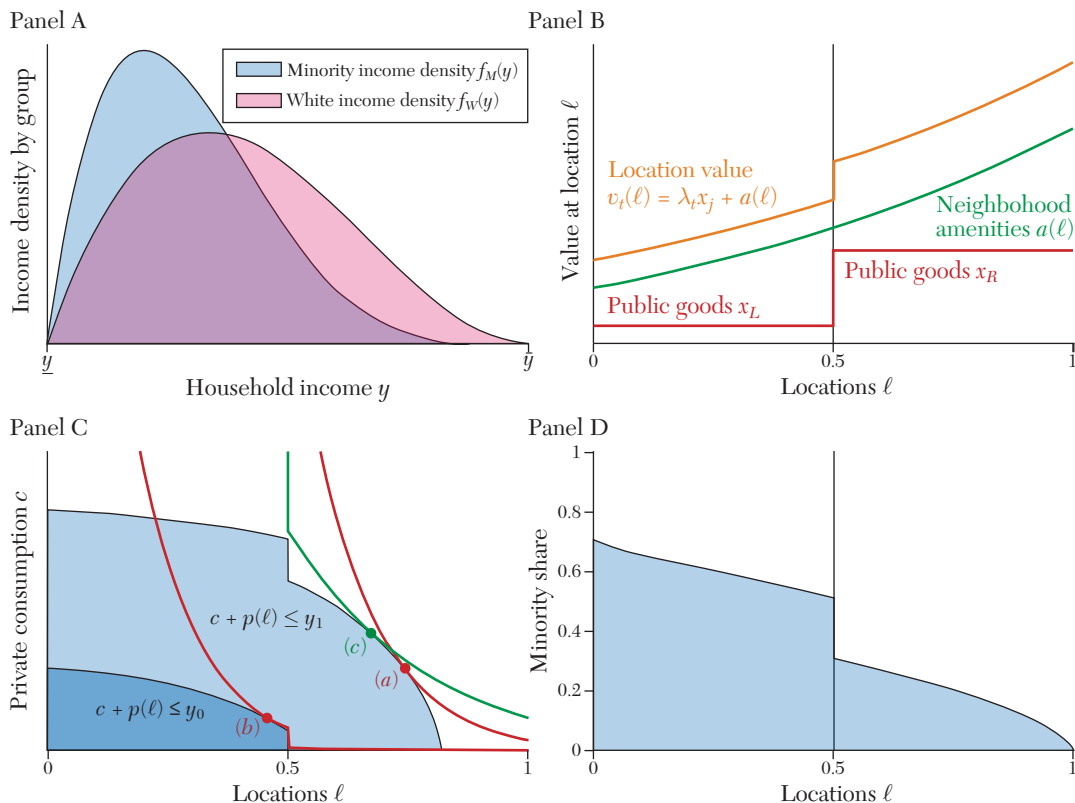 Panel A
Income density by group
Minority income density f_M(y)
White income density f_W(y)
y
ȳ
Household income y
Panel B
Value at location ℓ
Location value
v_t(ℓ) = λ_t x_j + a(ℓ)
Neighbohood
amenities a(ℓ)
Public goods x_R
Public goods x_L
0
0.5
1
Locations ℓ
Panel C
Private consumption c
c + p(ℓ) ≤ y_1
(c)
(a)
c + p(ℓ) ≤ y_0
(b)
0
0.5
1
Locations ℓ
Panel D
Minority share
1
0.8
0.6
0.4
0.2
0
0
0.5
1
Locations ℓ